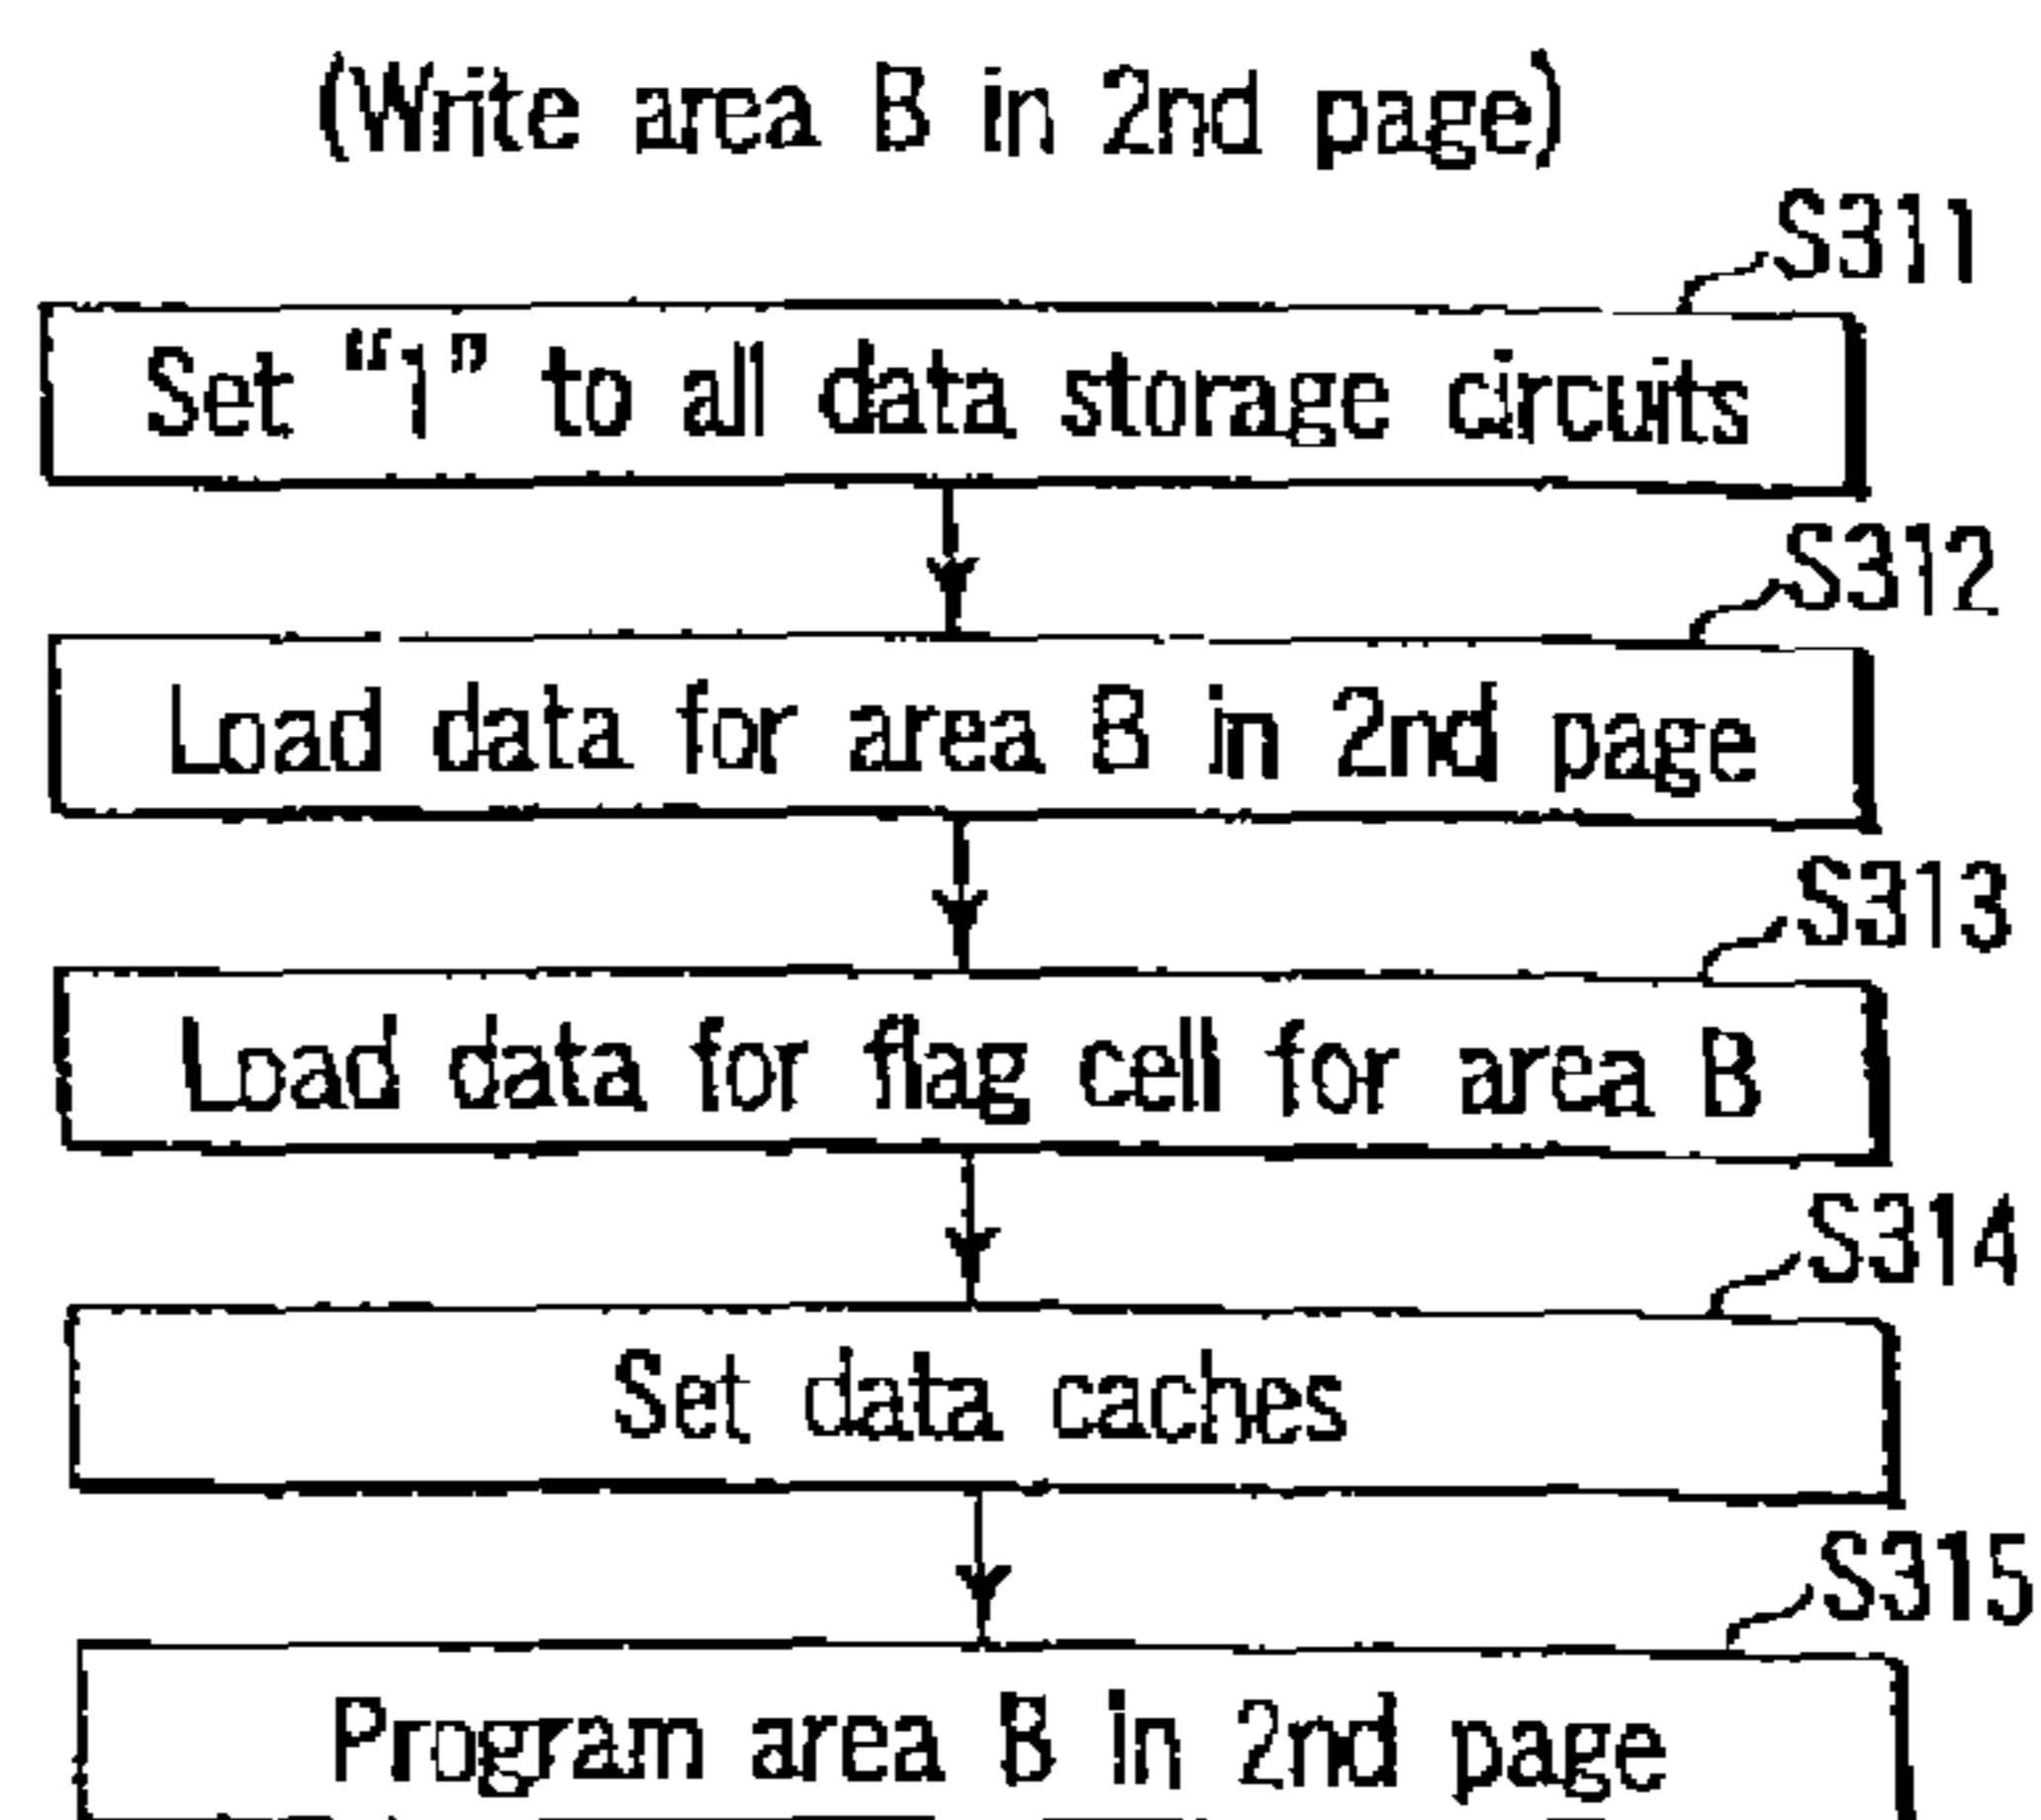 (Write area B in 2nd page)
S311
Set “1” to all data storage circuits
S312
Load data for area B in 2nd page
S313
Load data for flag cell for area B
S314
Set data caches
S315
Program area B in 2nd page